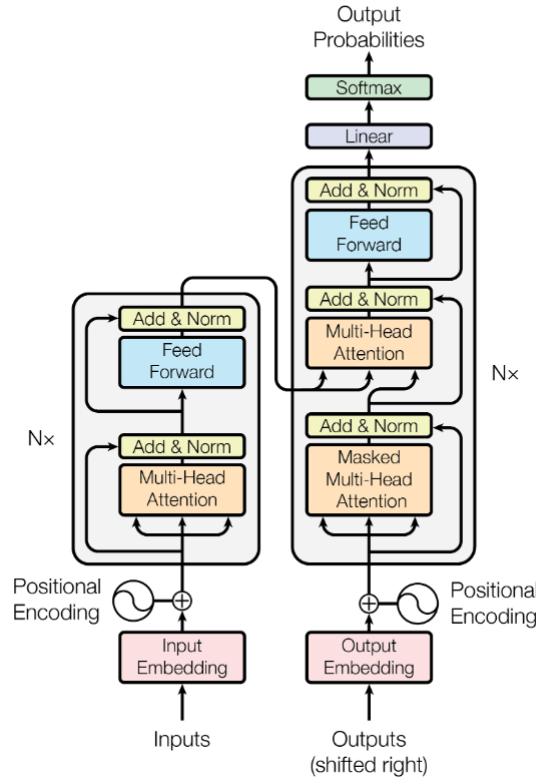 Output
Probabilities
Softmax
Linear
Add & Norm
Feed
Forward
Add & Norm
Multi-Head
Attention
Add & Norm
Masked
Multi-Head
Attention
Nx
Add & Norm
Feed
Forward
Add & Norm
Multi-Head
Attention
Nx
Positional
Encoding
Input
Embedding
Inputs
Positional
Encoding
Output
Embedding
Outputs
(shifted right)